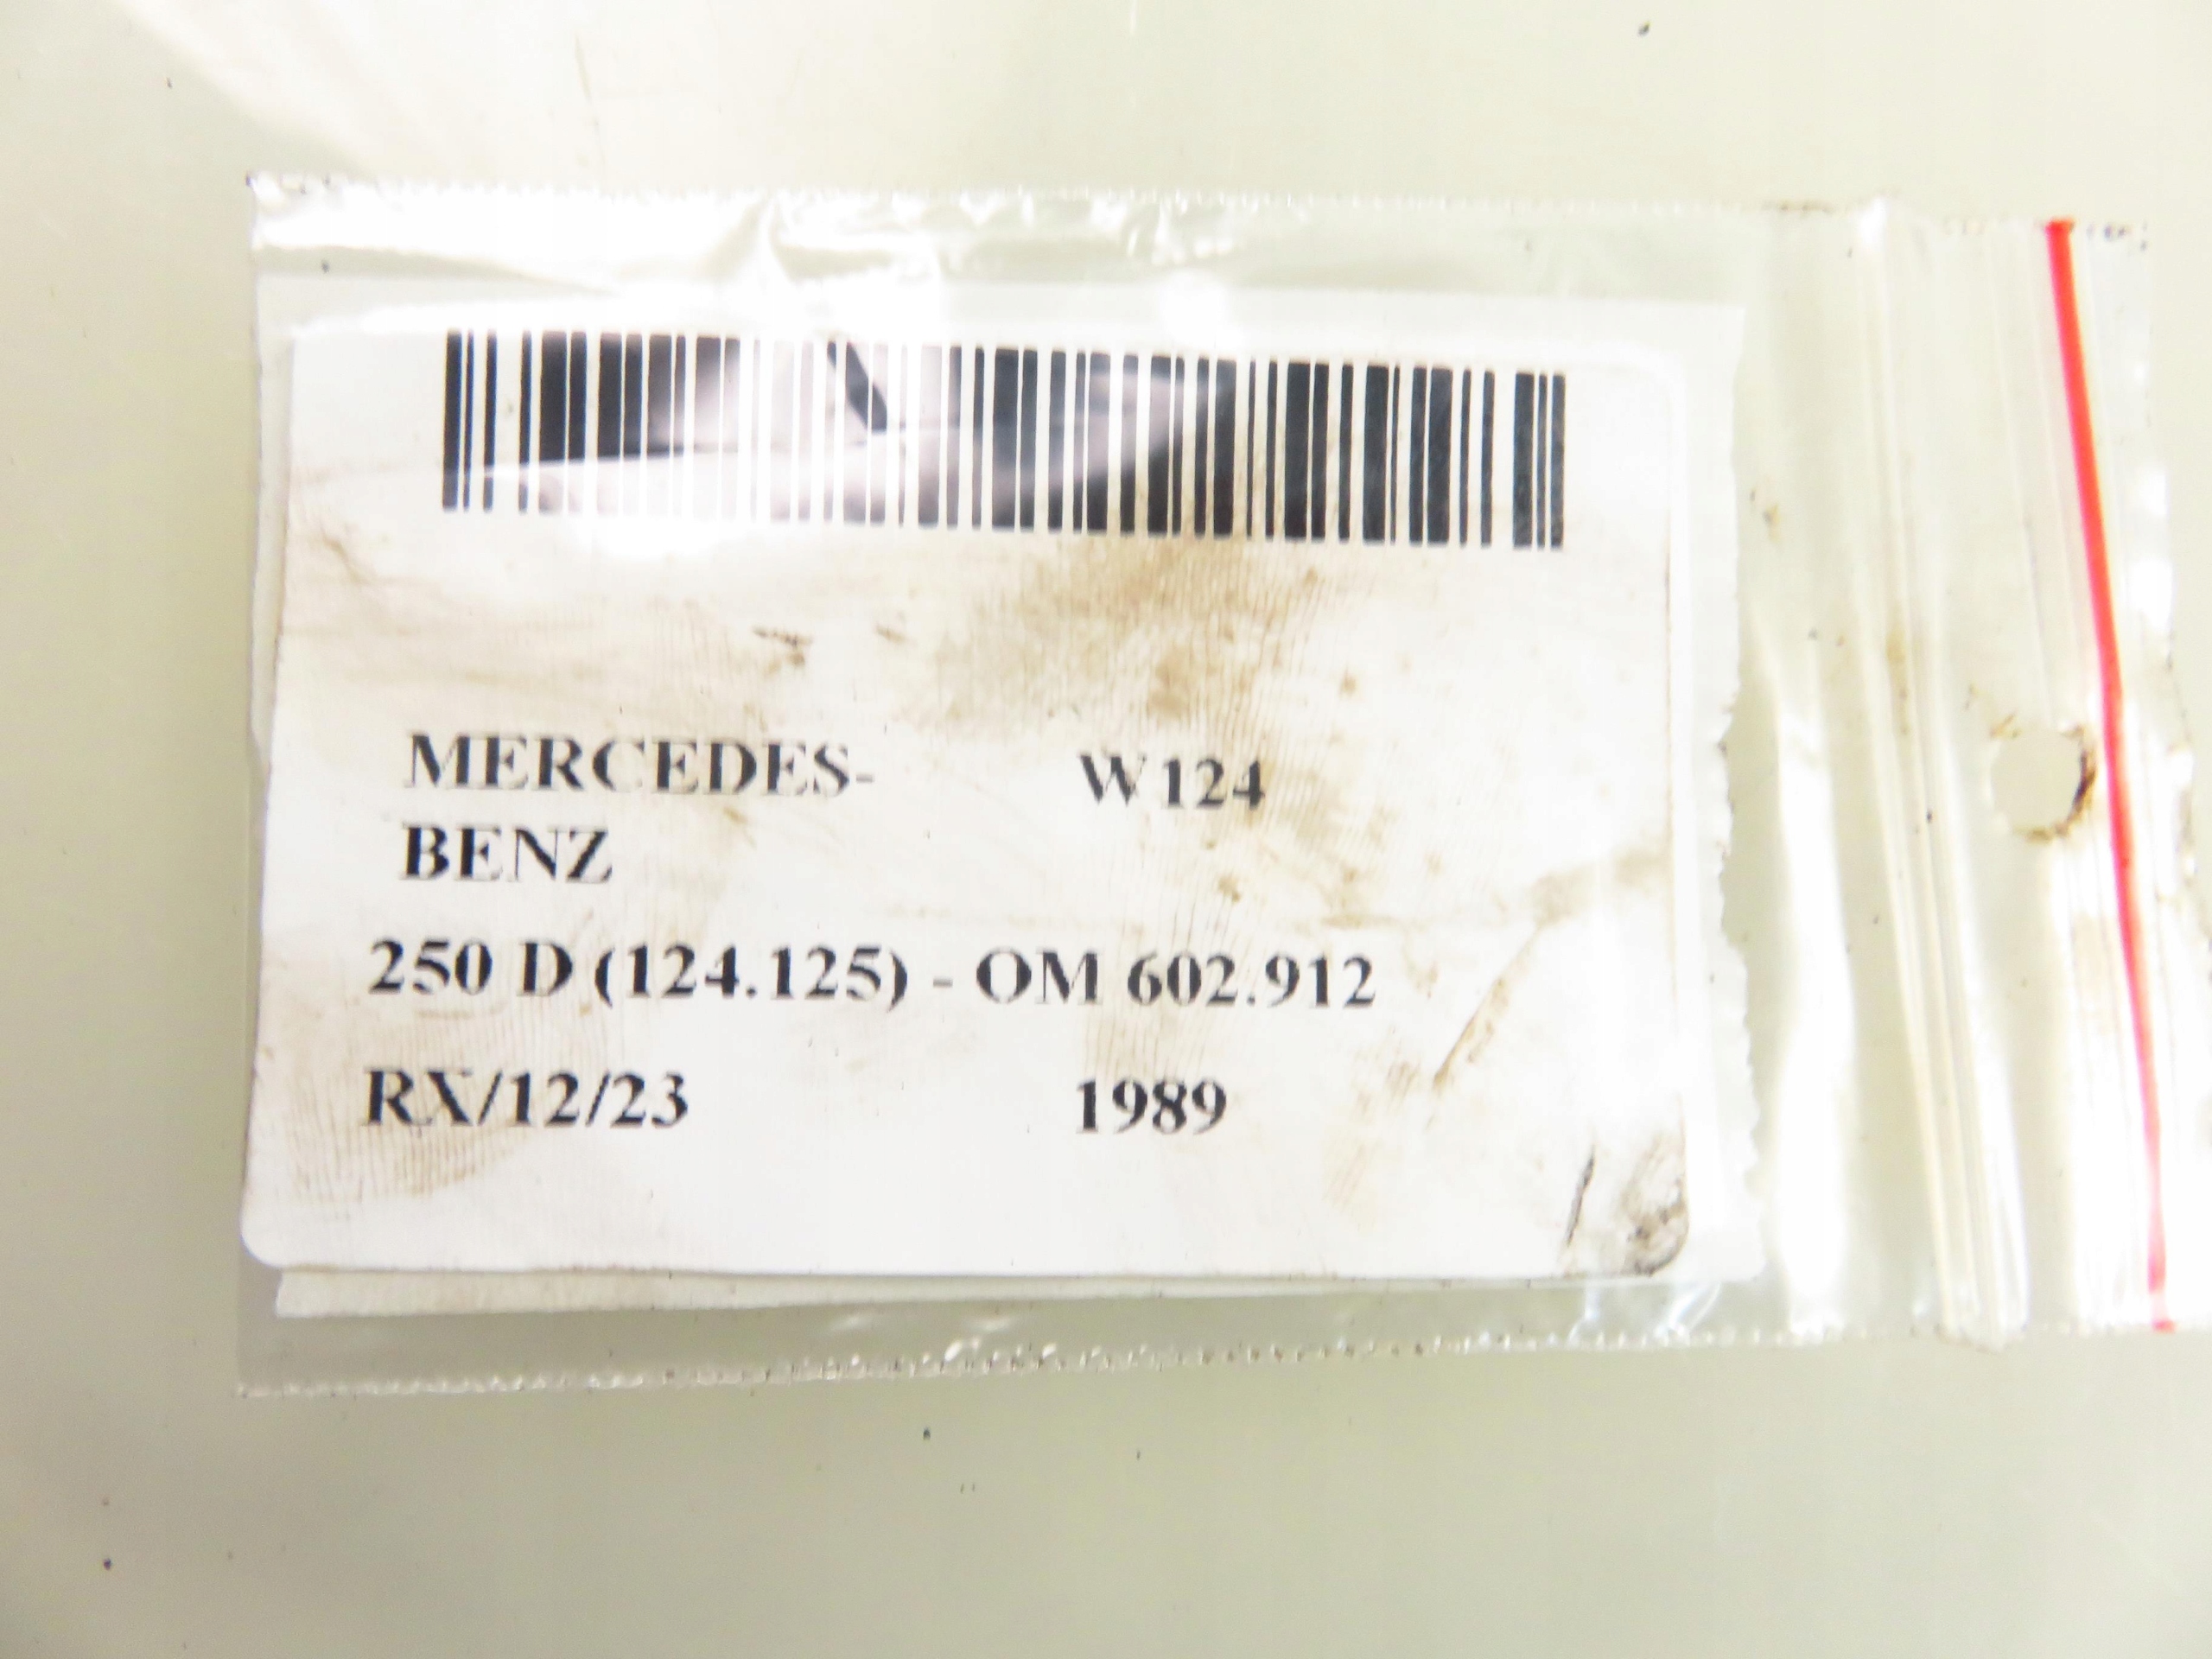 MERCEDES- W124
BENZ
250 D (124.125) - OM 602.912
RX/12/23 1989